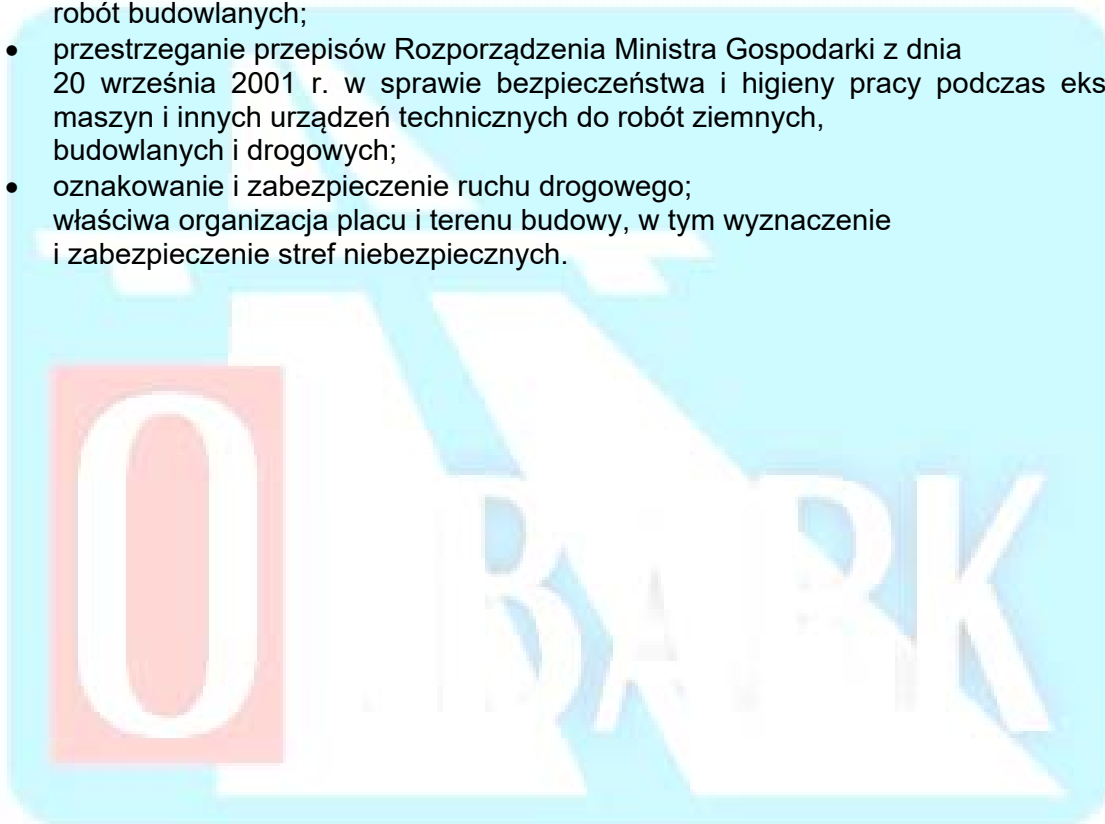 robót budowlanych;
• przestrzeganie przepisów Rozporządzenia Ministra Gospodarki z dnia
20 września 2001 r. w sprawie bezpieczeństwa i higieny pracy podczas eks
maszyn i innych urządzeń technicznych do robót ziemnych,
budowlanych i drogowych;
• oznakowanie i zabezpieczenie ruchu drogowego;
właściwa organizacja placu i terenu budowy, w tym wyznaczenie
i zabezpieczenie stref niebezpiecznych.